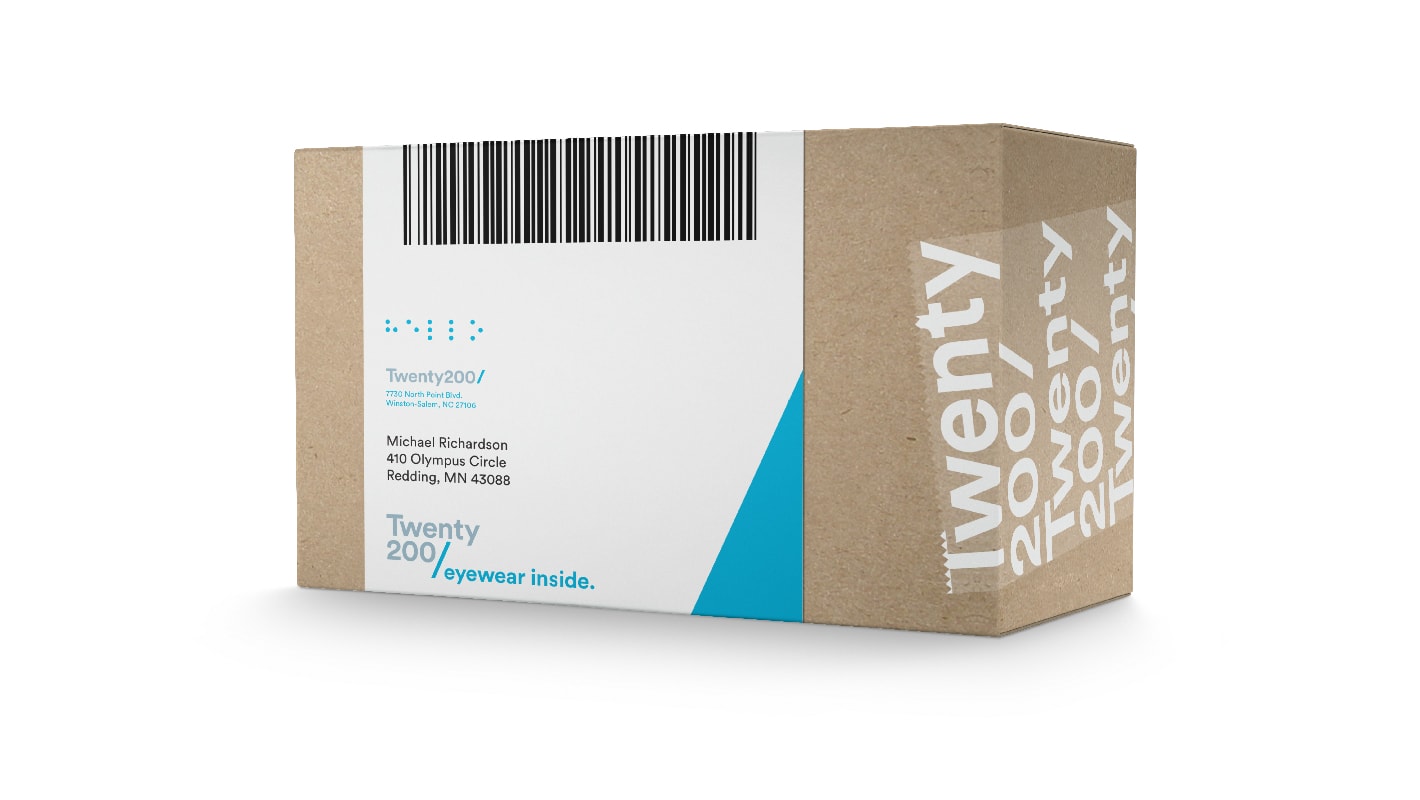 ⠓⠑⠇⠇⠕
Twenty200/
7730 North Point Blvd.
Winston-Salem, NC 27106
Michael Richardson
410 Olympus Circle
Redding, MN 43088
Twenty
200/eyewear inside.
Twenty
200/
Twenty
200/
Twenty